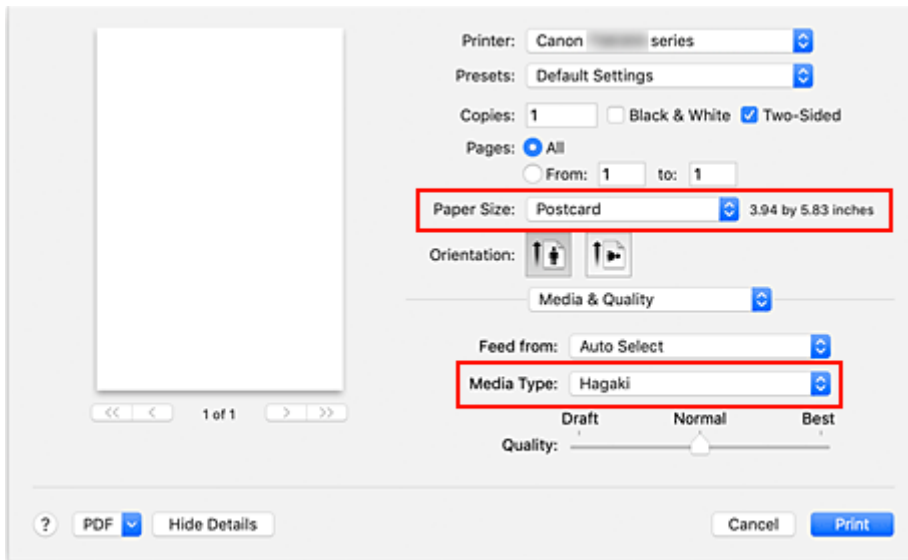 Printer: Canon series
Presets: Default Settings
Copies: 1 Black & White Two-Sided
Pages: All
From: 1 to: 1
Paper Size: Postcard 3.94 by 5.83 inches
Orientation:
Media & Quality
Feed from: Auto Select
Media Type: Hagaki
Draft Normal Best
Quality:
<< < 1 of 1 > >>
? PDF Hide Details Cancel Print